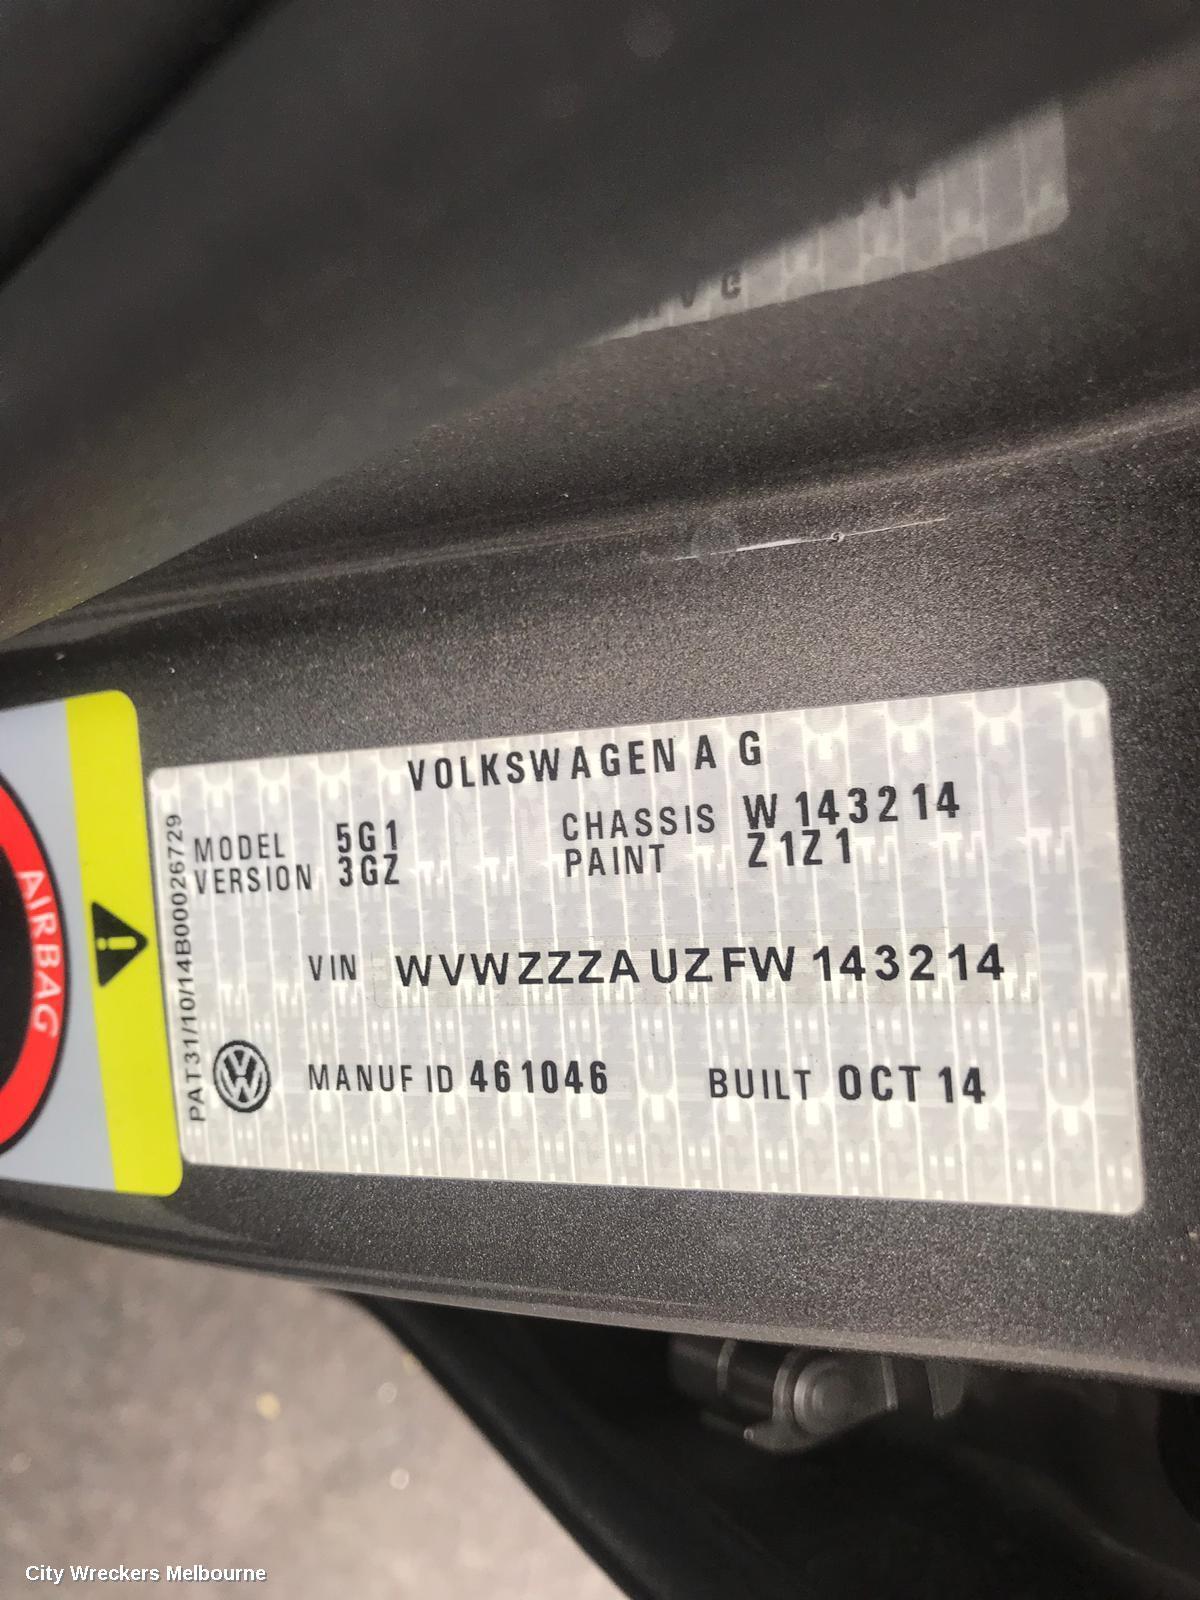 V C
VOLKSWAGEN A G
MODEL 5G1 CHASSIS W 143214
VERSION 3GZ PAINT Z1Z1
VIN WVWZZZAUZFW143214
MANUF ID 461046 BUILT OCT 14
PAT31/10/14B00026729
AIRBAG
City Wreckers Melbourne